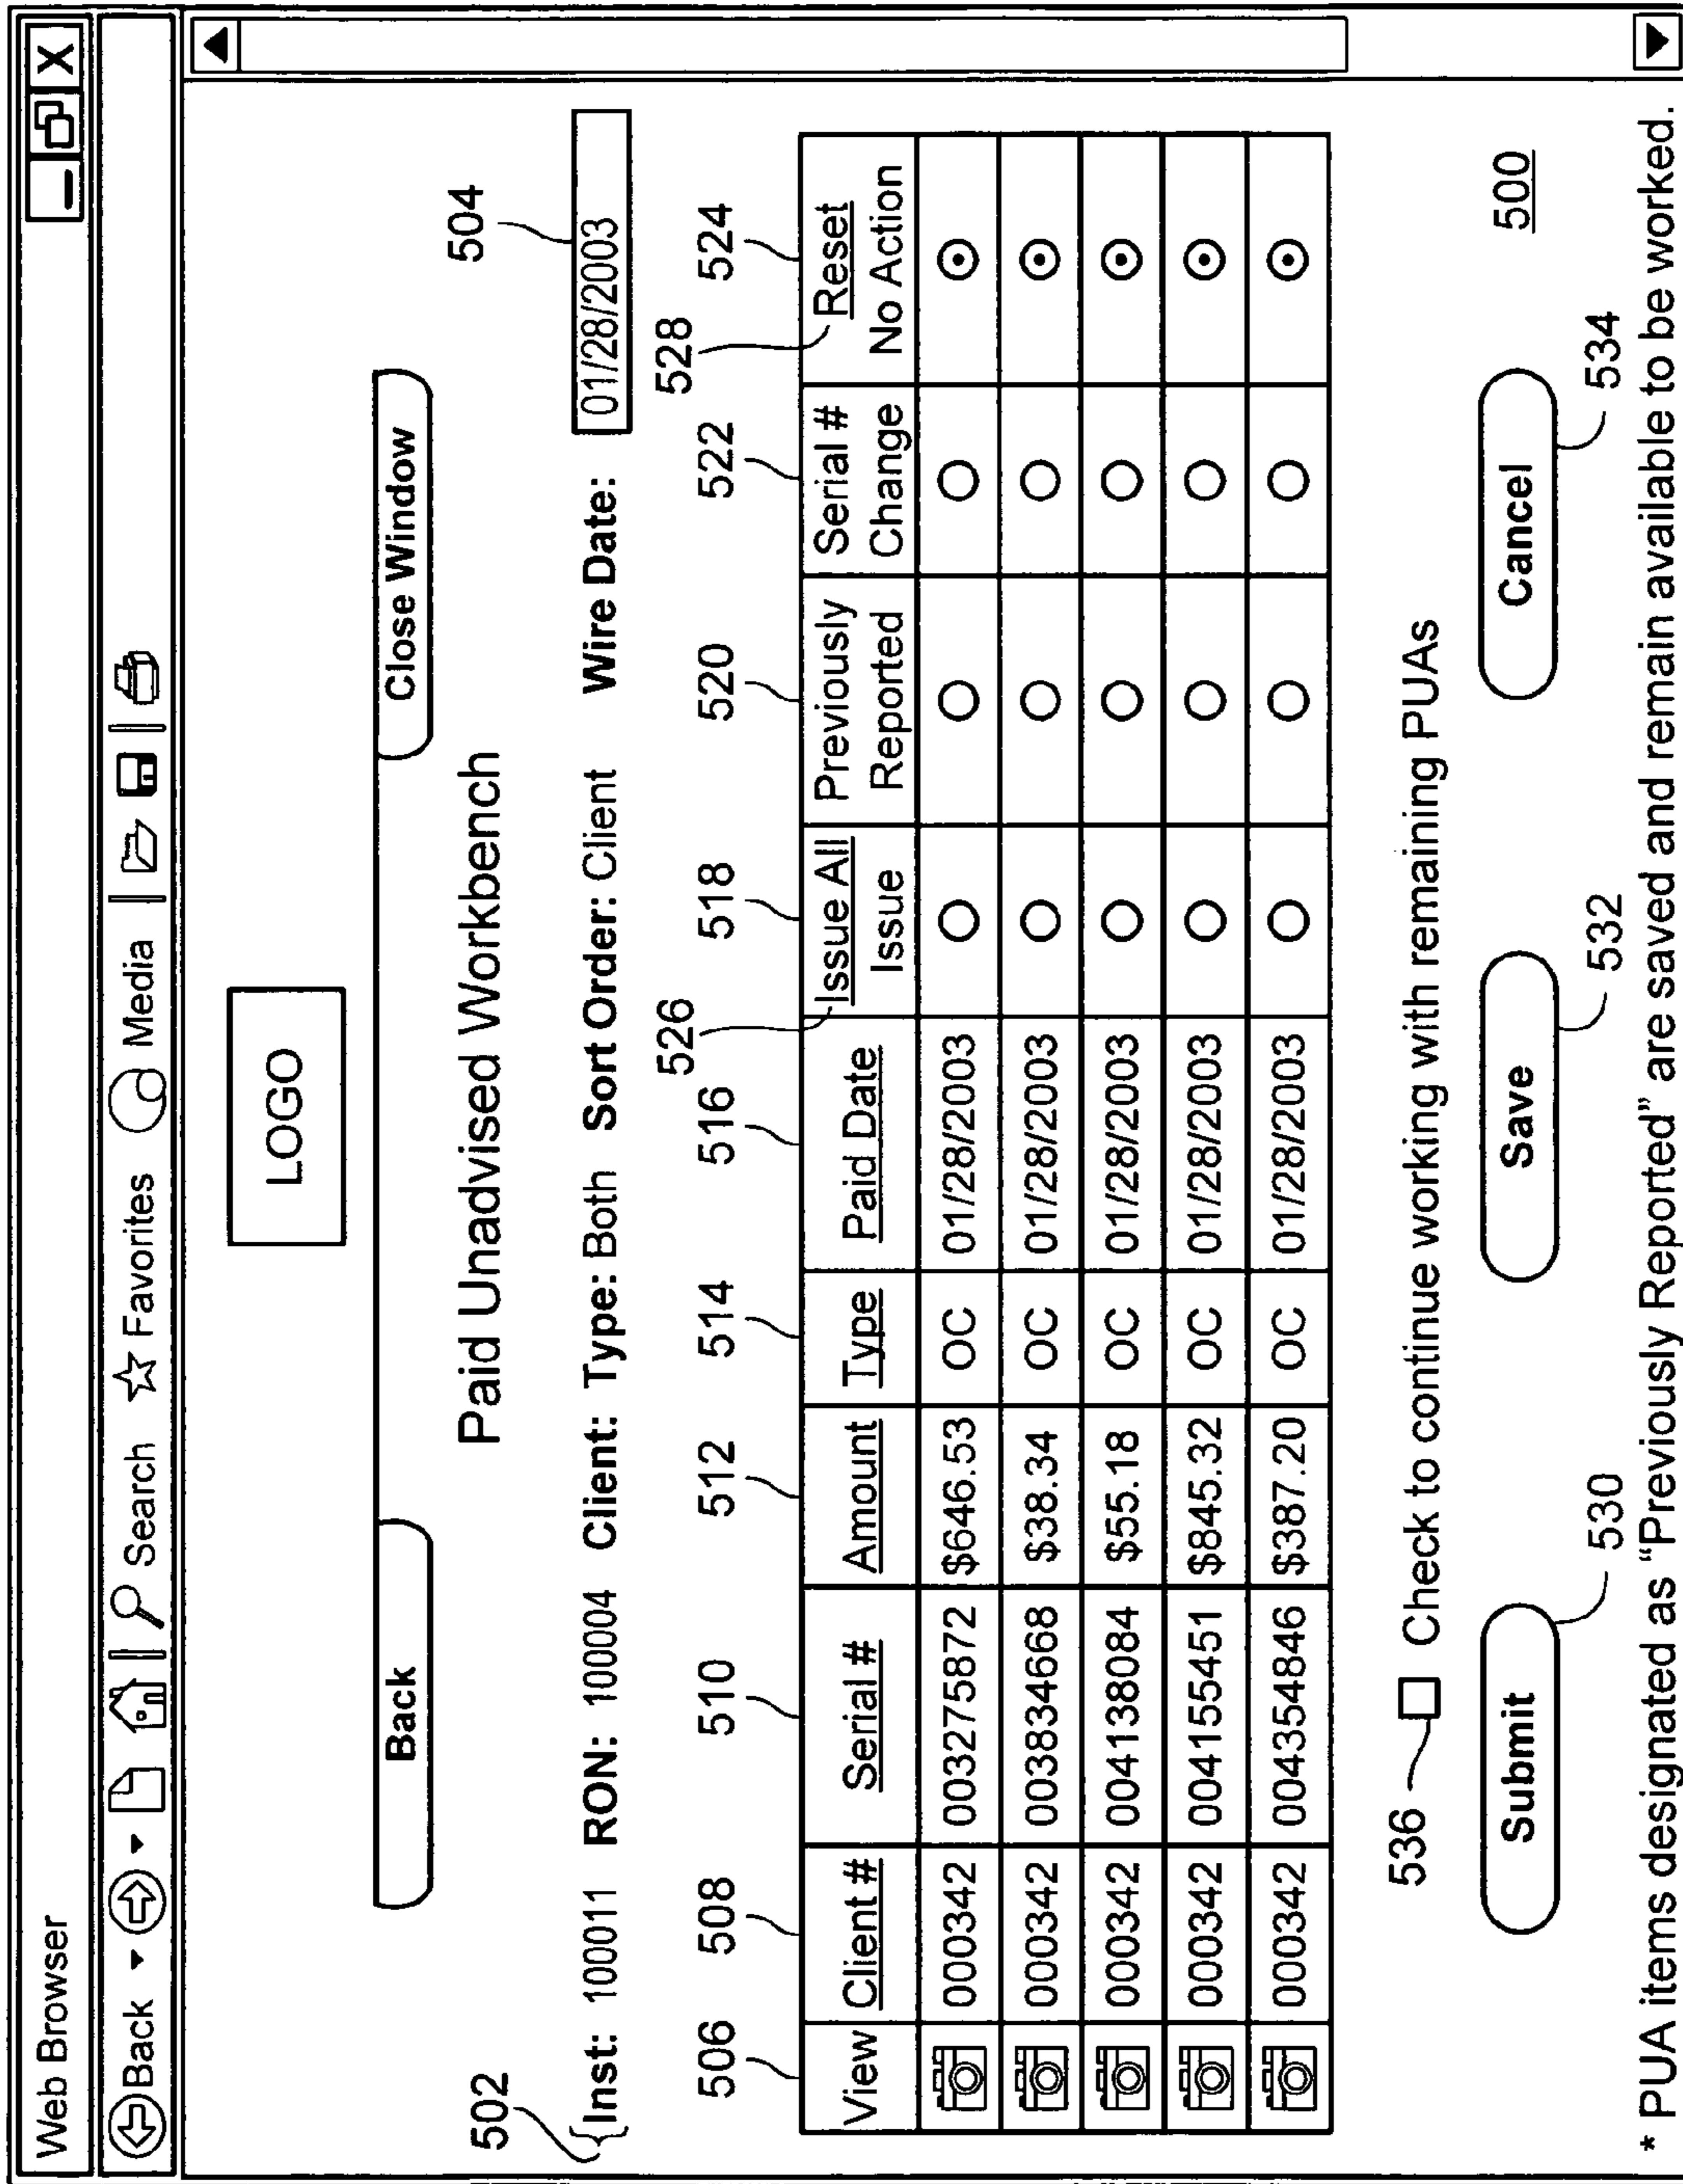 Web Browser
Back Search Favorites Media
LOGO
Back Close Window
Paid Unadvised Workbench
502 504
{Inst: 100011 RON: 10004 Client: Type: Both Sort Order: Client Wire Date: 01/28/2003
526 528
506 508 510 512 514 516 518 520 522 524
View Client # Serial # Amount Type Paid Date Issue All Issue Previously Reported Serial # Change Reset No Action
000342 003275872 $646.53 OC 01/28/2003
000342 0038834668 $38.34 OC 01/28/2003
000342 0044138084 $55.18 OC 01/28/2003
000342 0044155451 $845.32 OC 01/28/2003
000342 004354846 $387.20 OC 01/28/2003
536 Check to continue working with remaining PUAs
Submit Save Cancel 500
530 532 534
* PUA items designated as “Previously Reported” are saved and remain available to be worked.